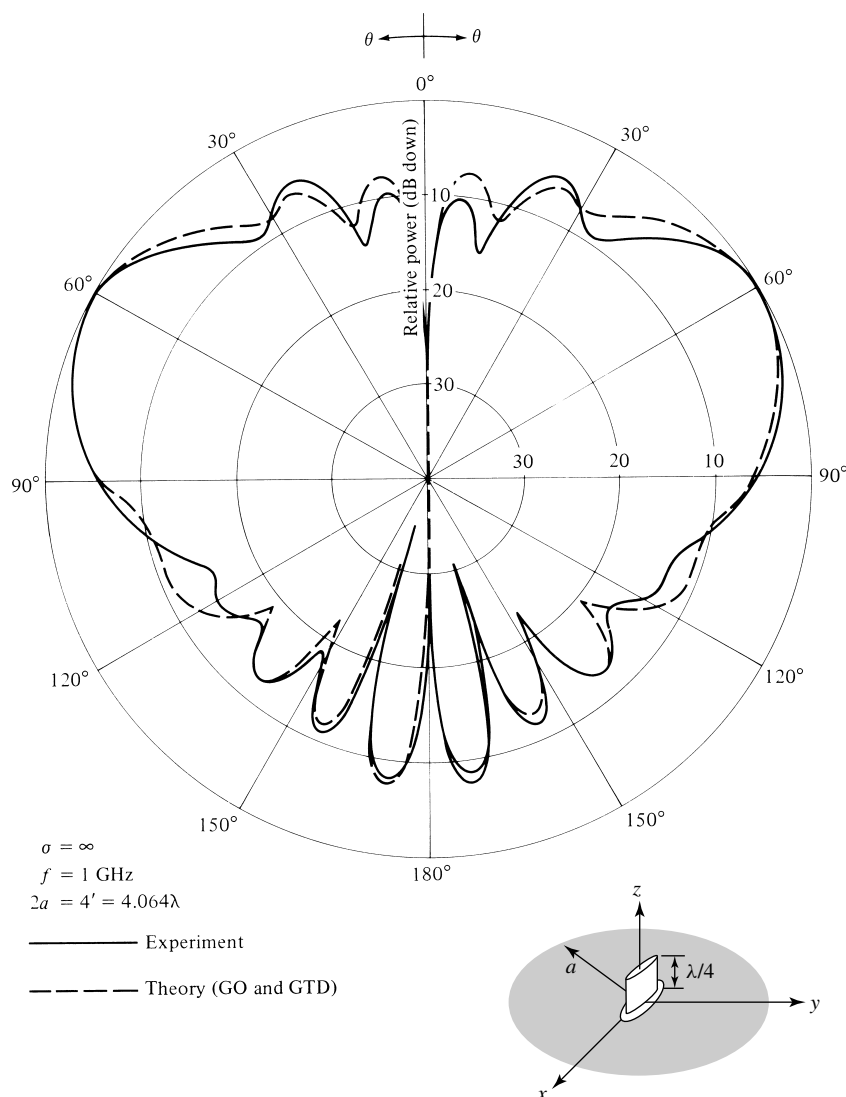 θ θ
0°
30° 30°
Relative power (dB down)
10
20
30
60° 60°
30 20 10
90° 90°
120° 120°
150° 150°
180°
σ = ∞
f = 1 GHz
2a = 4′ = 4.064λ
Experiment
Theory (GO and GTD)
z
a
λ/4
y
x